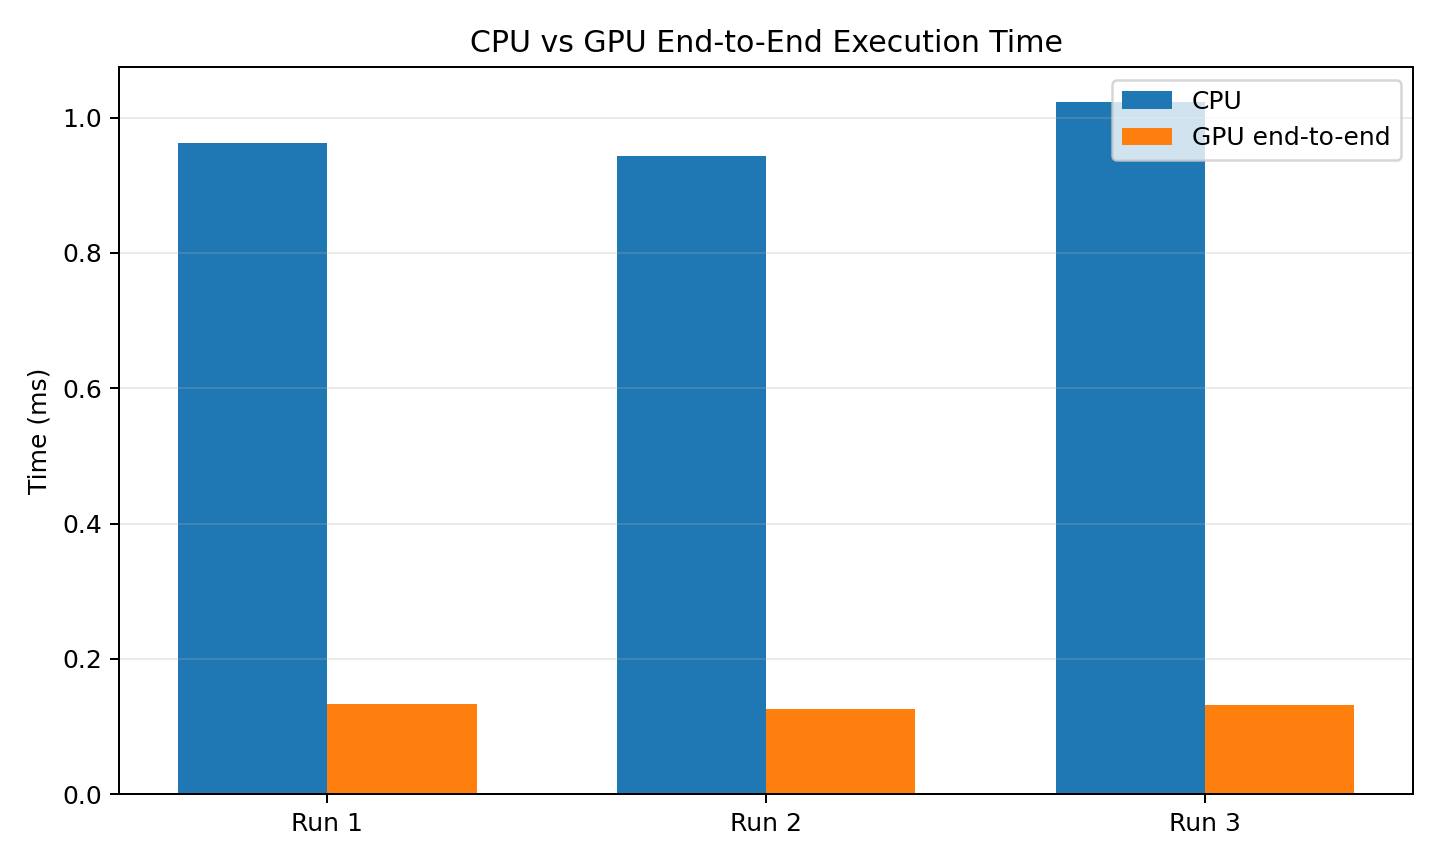 CPU vs GPU End-to-End Execution Time
CPU
GPU end-to-end
Time (ms)
1.0
0.8
0.6
0.4
0.2
0.0
Run 1
Run 2
Run 3